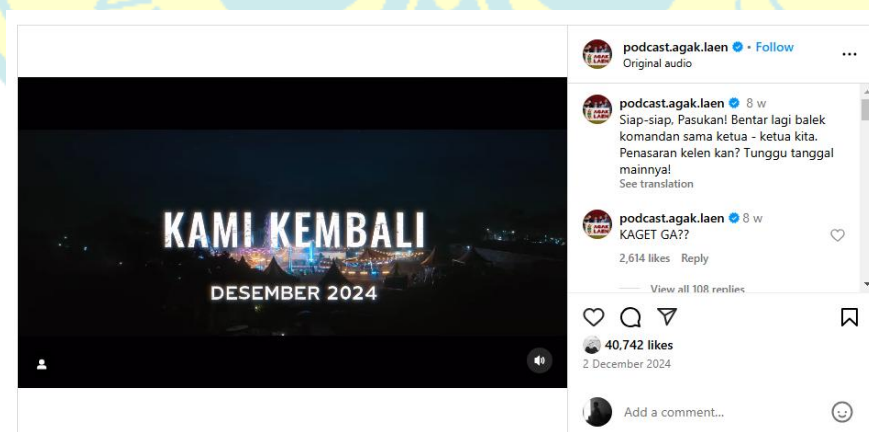 KAMI KEMBALI
DESEMBER 2024
podcast.agak.laen • Follow
Original audio
...
podcast.agak.laen 8 w
Siap-siap, Pasukan! Bentar lagi balek
komandan sama ketua - ketua kita.
Penasaran kelen kan? Tunggu tanggal
mainnya!
See translation
podcast.agak.laen 8 w
KAGET GA??
2,614 likes Reply
View all 108 replies
40,742 likes
2 December 2024
Add a comment...